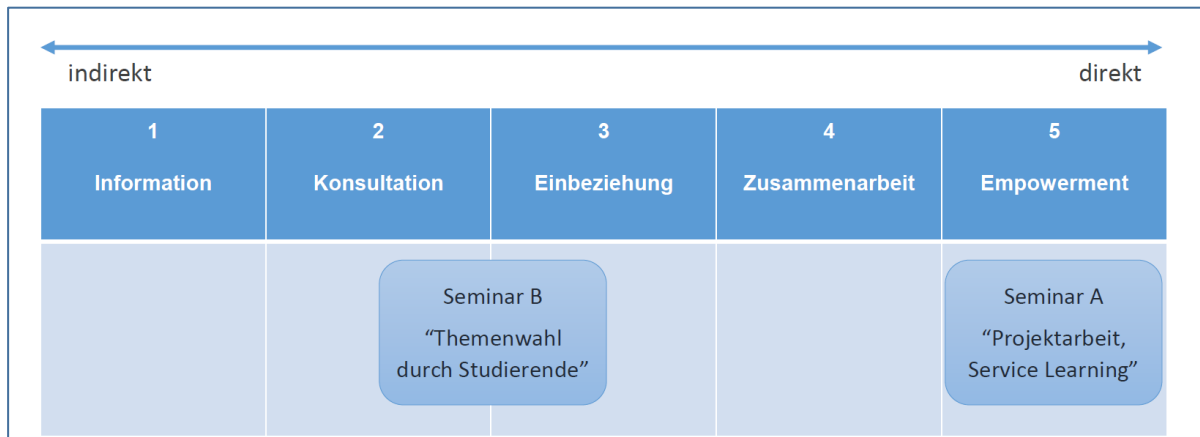 indirekt
direkt
1
Information
2
Konsultation
3
Einbeziehung
4
Zusammenarbeit
5
Empowerment
Seminar B
“Themenwahl
durch Studierende”
Seminar A
“Projektarbeit,
Service Learning”